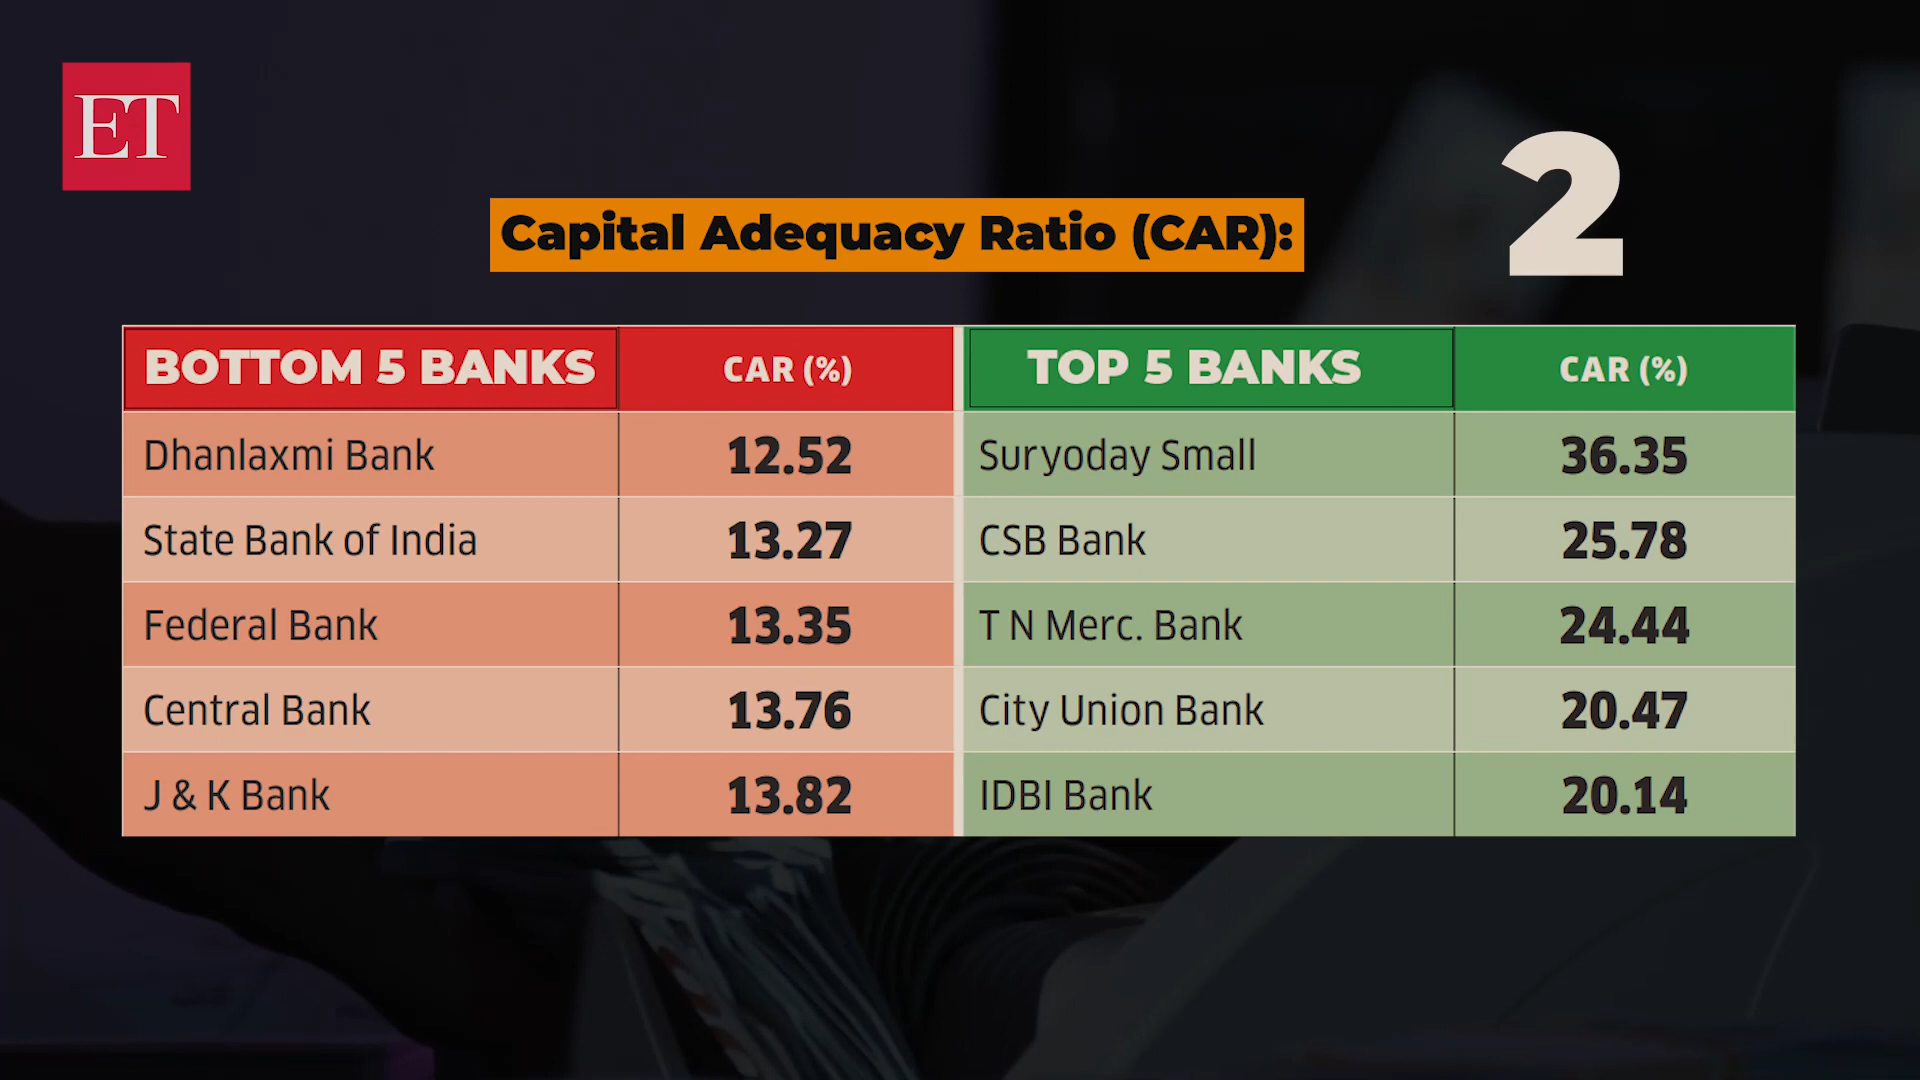 ET
2
Capital Adequacy Ratio (CAR):
BOTTOM 5 BANKS CAR (%) TOP 5 BANKS CAR (%)
Dhanlaxmi Bank 12.52 Suryoday Small 36.35
State Bank of India 13.27 CSB Bank 25.78
Federal Bank 13.35 T N Merc. Bank 24.44
Central Bank 13.76 City Union Bank 20.47
J & K Bank 13.82 IDBI Bank 20.14